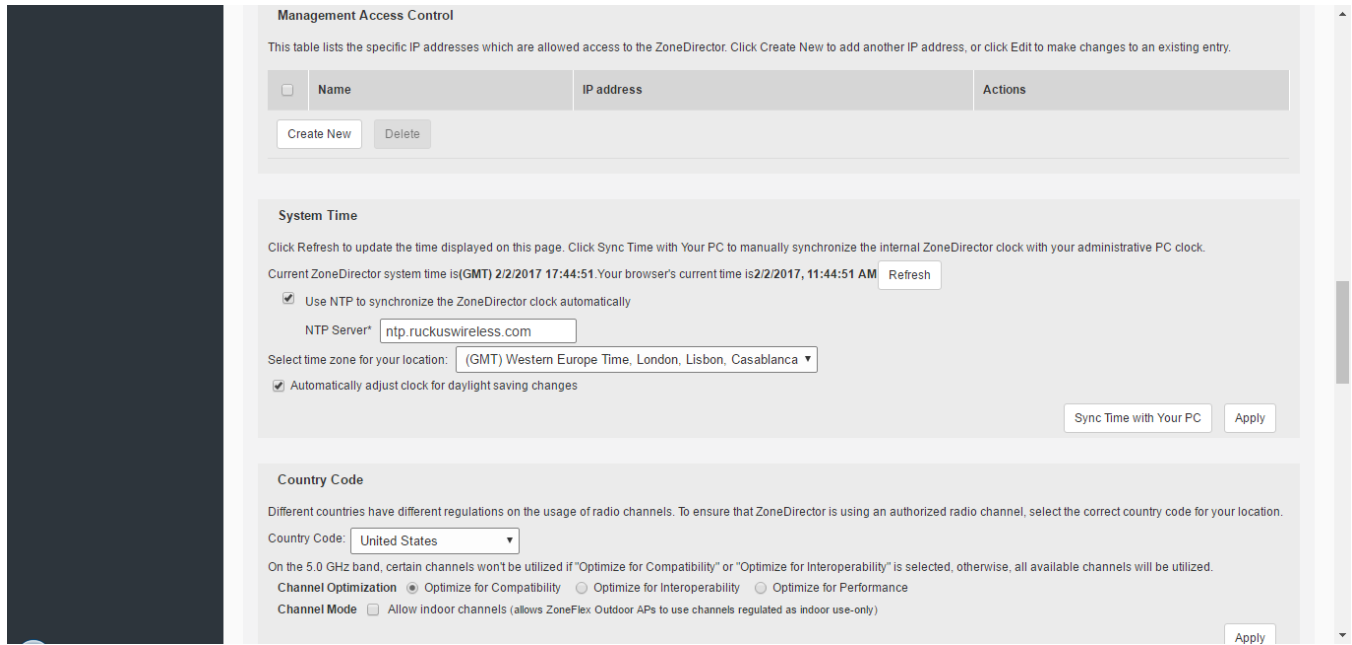 Management Access Control
This table lists the specific IP addresses which are allowed access to the ZoneDirector. Click Create New to add another IP address, or click Edit to make changes to an existing entry.
Name IP address Actions
Create New Delete
System Time
Click Refresh to update the time displayed on this page. Click Sync Time with Your PC to manually synchronize the internal ZoneDirector clock with your administrative PC clock.
Current ZoneDirector system time is(GMT) 2/2/2017 17:44:51.Your browser's current time is2/2/2017, 11:44:51 AM Refresh
Use NTP to synchronize the ZoneDirector clock automatically
NTP Server* ntp.ruckuswireless.com
Select time zone for your location: (GMT) Western Europe Time, London, Lisbon, Casablanca
Automatically adjust clock for daylight saving changes
Sync Time with Your PC Apply
Country Code
Different countries have different regulations on the usage of radio channels. To ensure that ZoneDirector is using an authorized radio channel, select the correct country code for your location.
Country Code: United States
On the 5.0 GHz band, certain channels won't be utilized if "Optimize for Compatibility" or "Optimize for Interoperability" is selected, otherwise, all available channels will be utilized.
Channel Optimization Optimize for Compatibility Optimize for Interoperability Optimize for Performance
Channel Mode Allow indoor channels (allows ZoneFlex Outdoor APs to use channels regulated as indoor use-only)
Apply